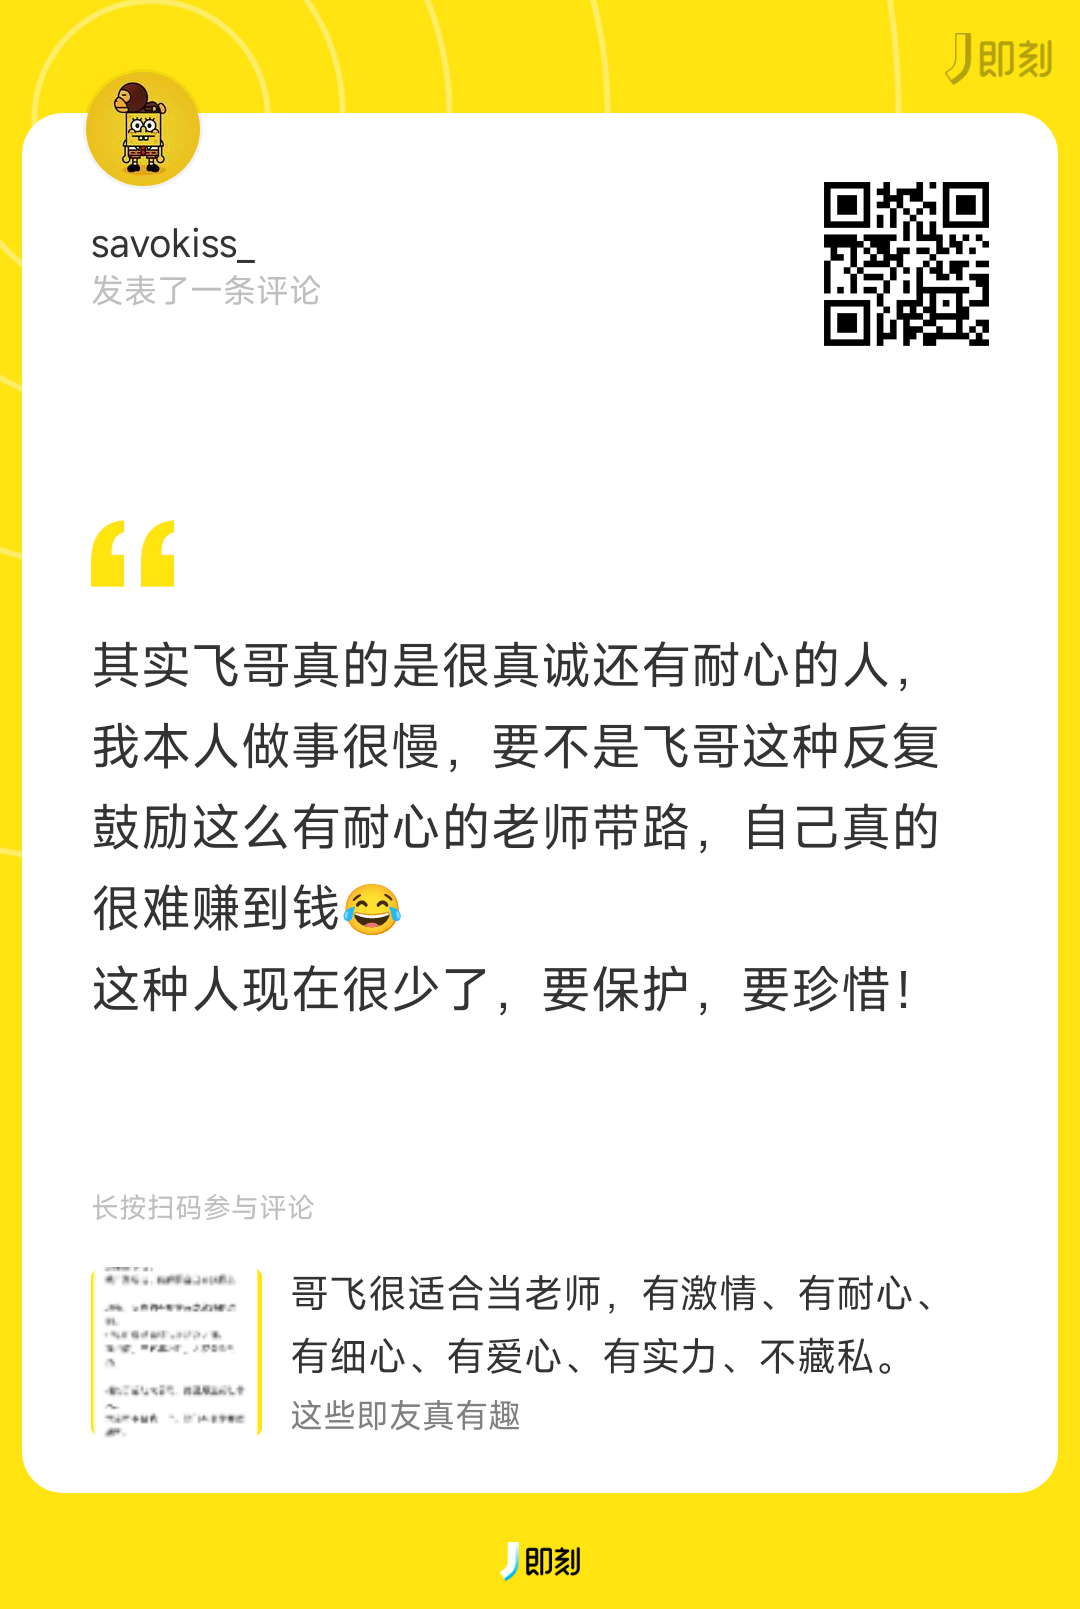 即刻
savokiss_
发表了一条评论
其实飞哥真的是很真诚还有耐心的人，
我本人做事很慢，要不是飞哥这种反复
鼓励这么有耐心的老师带路，自己真的
很难赚到钱😂
这种人现在很少了，要保护，要珍惜！
长按扫码参与评论
哥飞很适合当老师，有激情、有耐心、
有细心、有爱心、有实力、不藏私。
这些即友真有趣
即刻